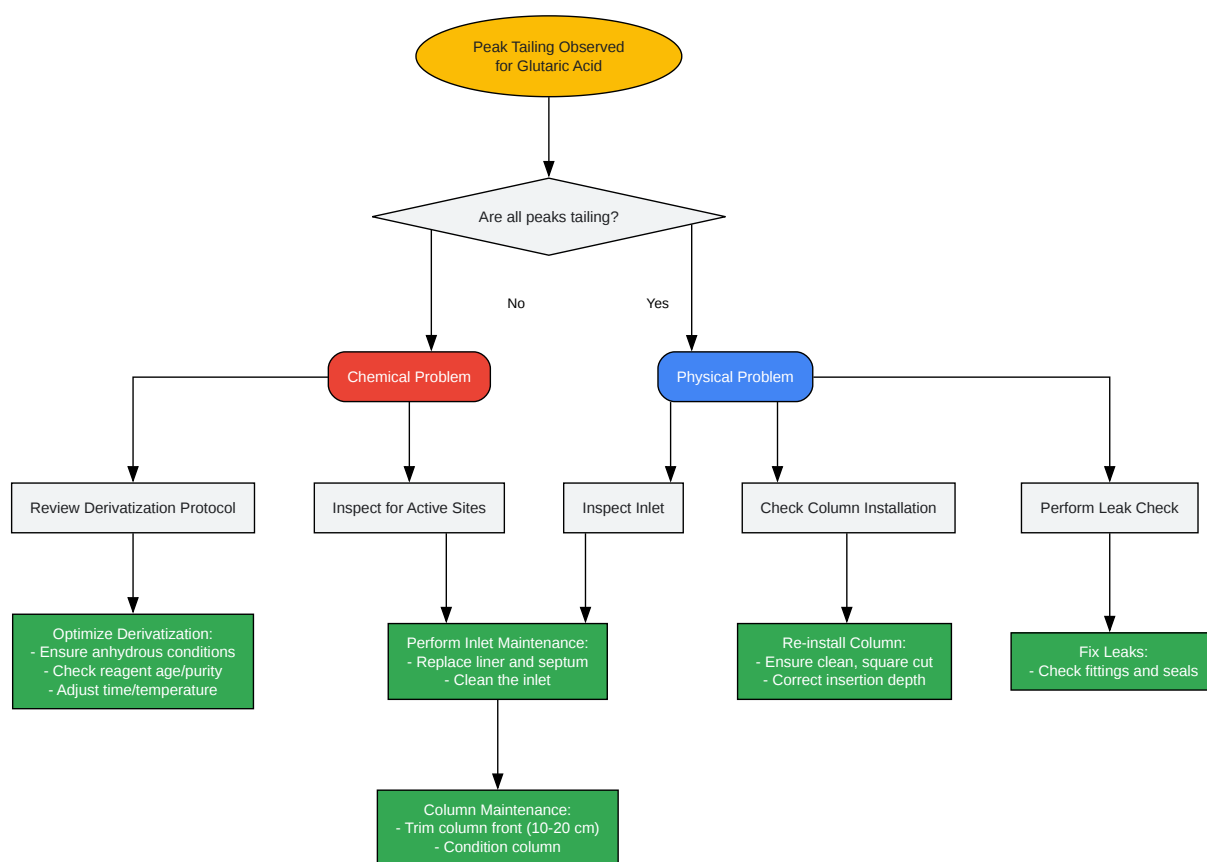 Peak Tailing Observed
for Glutaric Acid
Are all peaks tailing?
No
Yes
Chemical Problem
Physical Problem
Review Derivatization Protocol
Inspect for Active Sites
Inspect Inlet
Check Column Installation
Perform Leak Check
Optimize Derivatization:
- Ensure anhydrous conditions
- Check reagent age/purity
- Adjust time/temperature
Perform Inlet Maintenance:
- Replace liner and septum
- Clean the inlet
Re-install Column:
- Ensure clean, square cut
- Correct insertion depth
Fix Leaks:
- Check fittings and seals
Column Maintenance:
- Trim column front (10-20 cm)
- Condition column